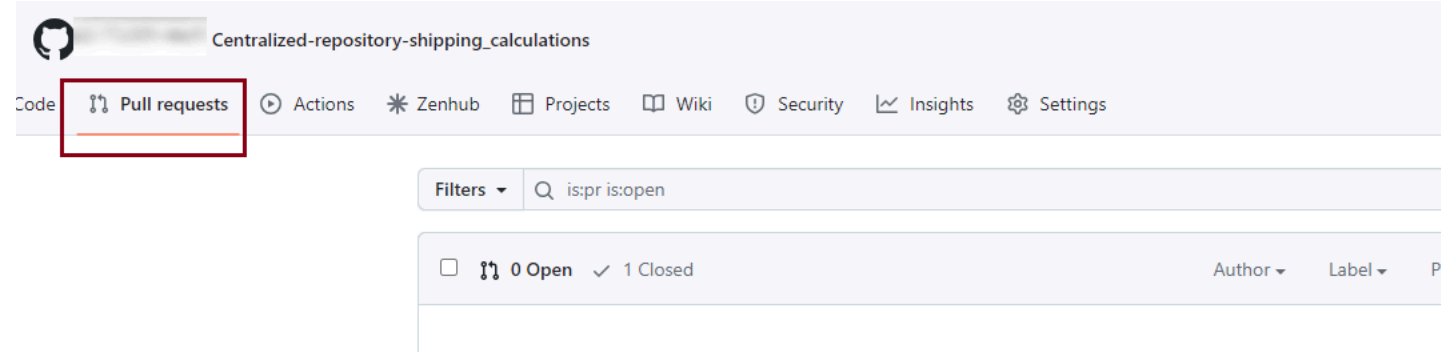 Centralized-repository-shipping_calculations
Code Pull requests Actions Zenhub Projects Wiki Security Insights Settings
Filters is:pr is:open
0 Open 1 Closed Author Label P